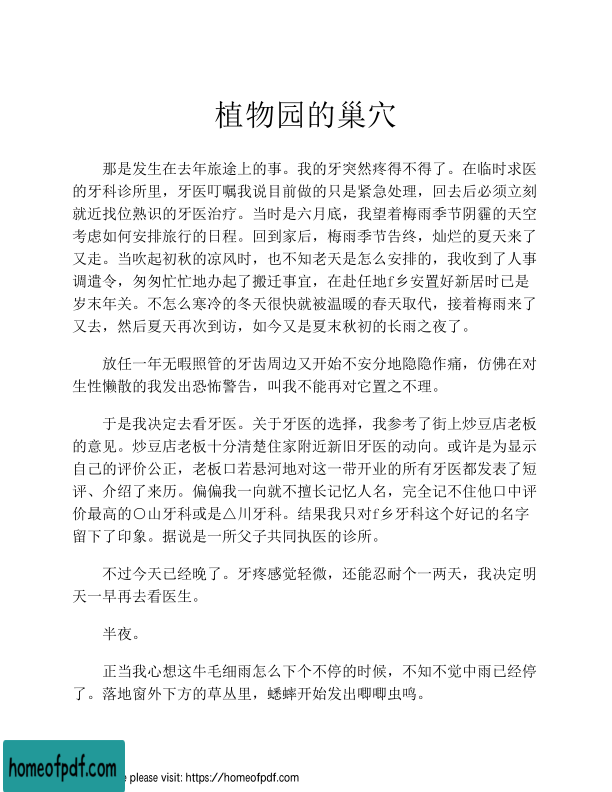 植物园的巢穴
那是发生在去年旅途上的事。我的牙突然疼得不得了。在临时求医
的牙科诊所里，牙医叮嘱我说目前做的只是紧急处理，回去后必须立刻
就近找位熟识的牙医治疗。当时是六月底，我望着梅雨季节阴霾的天空
考虑如何安排旅行的日程。回到家后，梅雨季节告终，灿烂的夏天来了
又走。当吹起初秋的凉风时，也不知老天是怎么安排的，我收到了人事
调遣令，匆匆忙忙地办起了搬迁事宜，在赴任地f乡安置好新居时已是
岁末年关。不怎么寒冷的冬天很快就被温暖的春天取代，接着梅雨来了
又去，然后夏天再次到访，如今又是夏末秋初的长雨之夜了。
放任一年无暇照管的牙齿周边又开始不安分地隐隐作痛，仿佛在对
生性懒散的我发出恐怖警告，叫我不能再对它置之不理。
于是我决定去看牙医。关于牙医的选择，我参考了街上炒豆店老板
的意见。炒豆店老板十分清楚住家附近新旧牙医的动向。或许是为显示
自己的评价公正，老板口若悬河地对这一带开业的所有牙医都发表了短
评、介绍了来历。偏偏我一向就不擅长记忆人名，完全记不住他口中评
价最高的〇山牙科或是△川牙科。结果我只对f乡牙科这个好记的名字
留下了印象。据说是一所父子共同执医的诊所。
不过今天已经晚了。牙疼感觉轻微，还能忍耐个一两天，我决定明
天一早再去看医生。
半夜。
正当我心想这牛毛细雨怎么下个不停的时候，不知不觉中雨已经停
了。落地窗外下方的草丛里，蟋蟀开始发出唧唧虫鸣。
homeofpdf.com
e please visit: https://homeofpdf.com